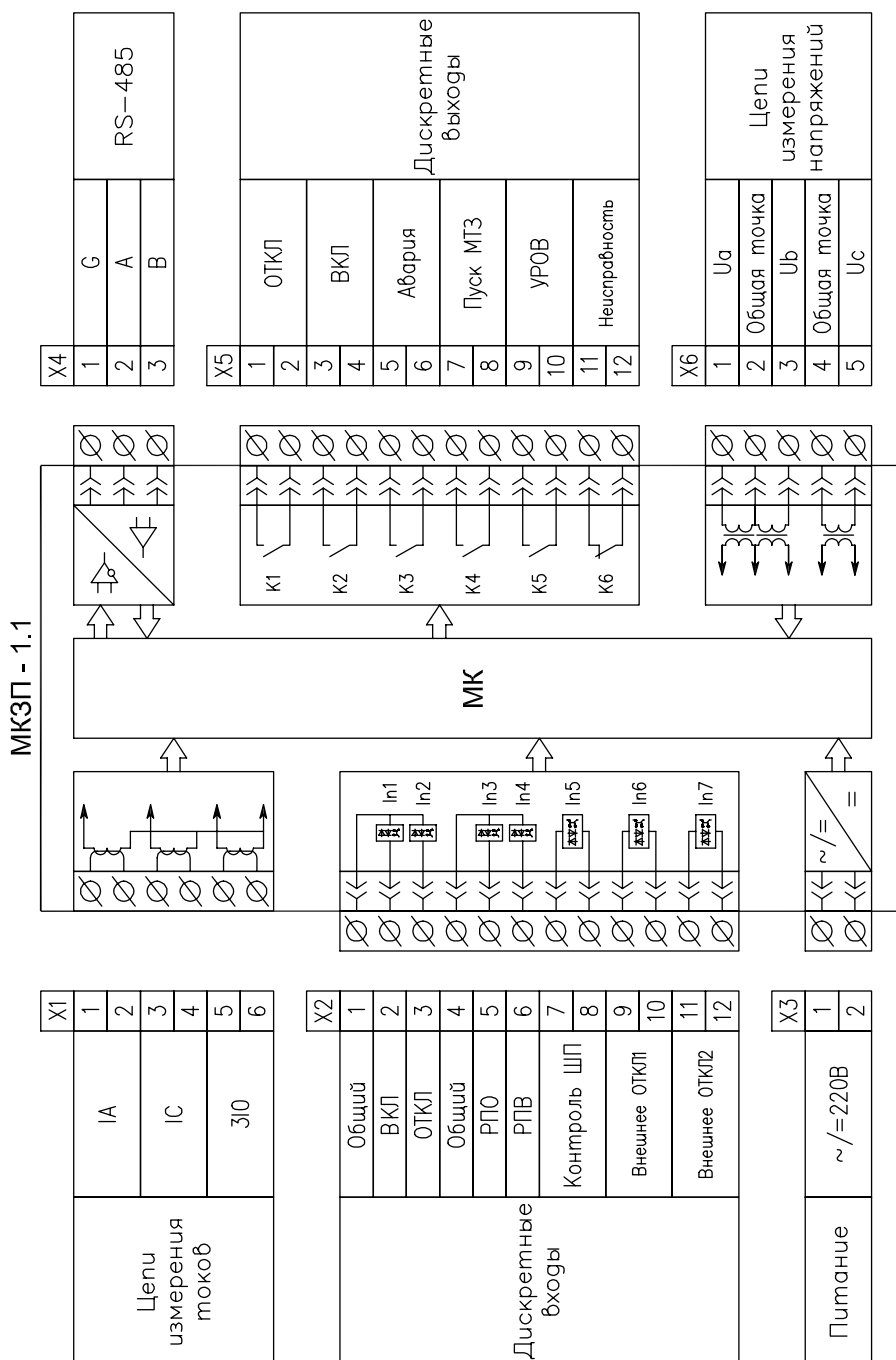 МКЗП - 1.1
X1
Цепи
измерения
токов
IA
1
2
IC
3
4
3IO
5
6
X2
Дискретные
входы
Общий
1
ВКЛ
2
ОТКЛ
3
Общий
4
РПО
5
РПВ
6
Контроль ШП
7
8
Внешнее ОТКЛ1
9
10
Внешнее ОТКЛ2
11
12
In1
In2
In3
In4
In5
In6
In7
X3
Питание
~/=220В
1
2
~/=
=
МК
X4
1
G
2
A
3
B
RS-485
X5
1
2
ОТКЛ
3
4
ВКЛ
5
6
Авария
7
8
Пуск МТЗ
9
10
УРОВ
11
12
Неисправность
Дискретные
выходы
K1
K2
K3
K4
K5
K6
X6
1
Ua
2
Общая точка
3
Ub
4
Общая точка
5
Uc
Цепи
измерения
напряжений